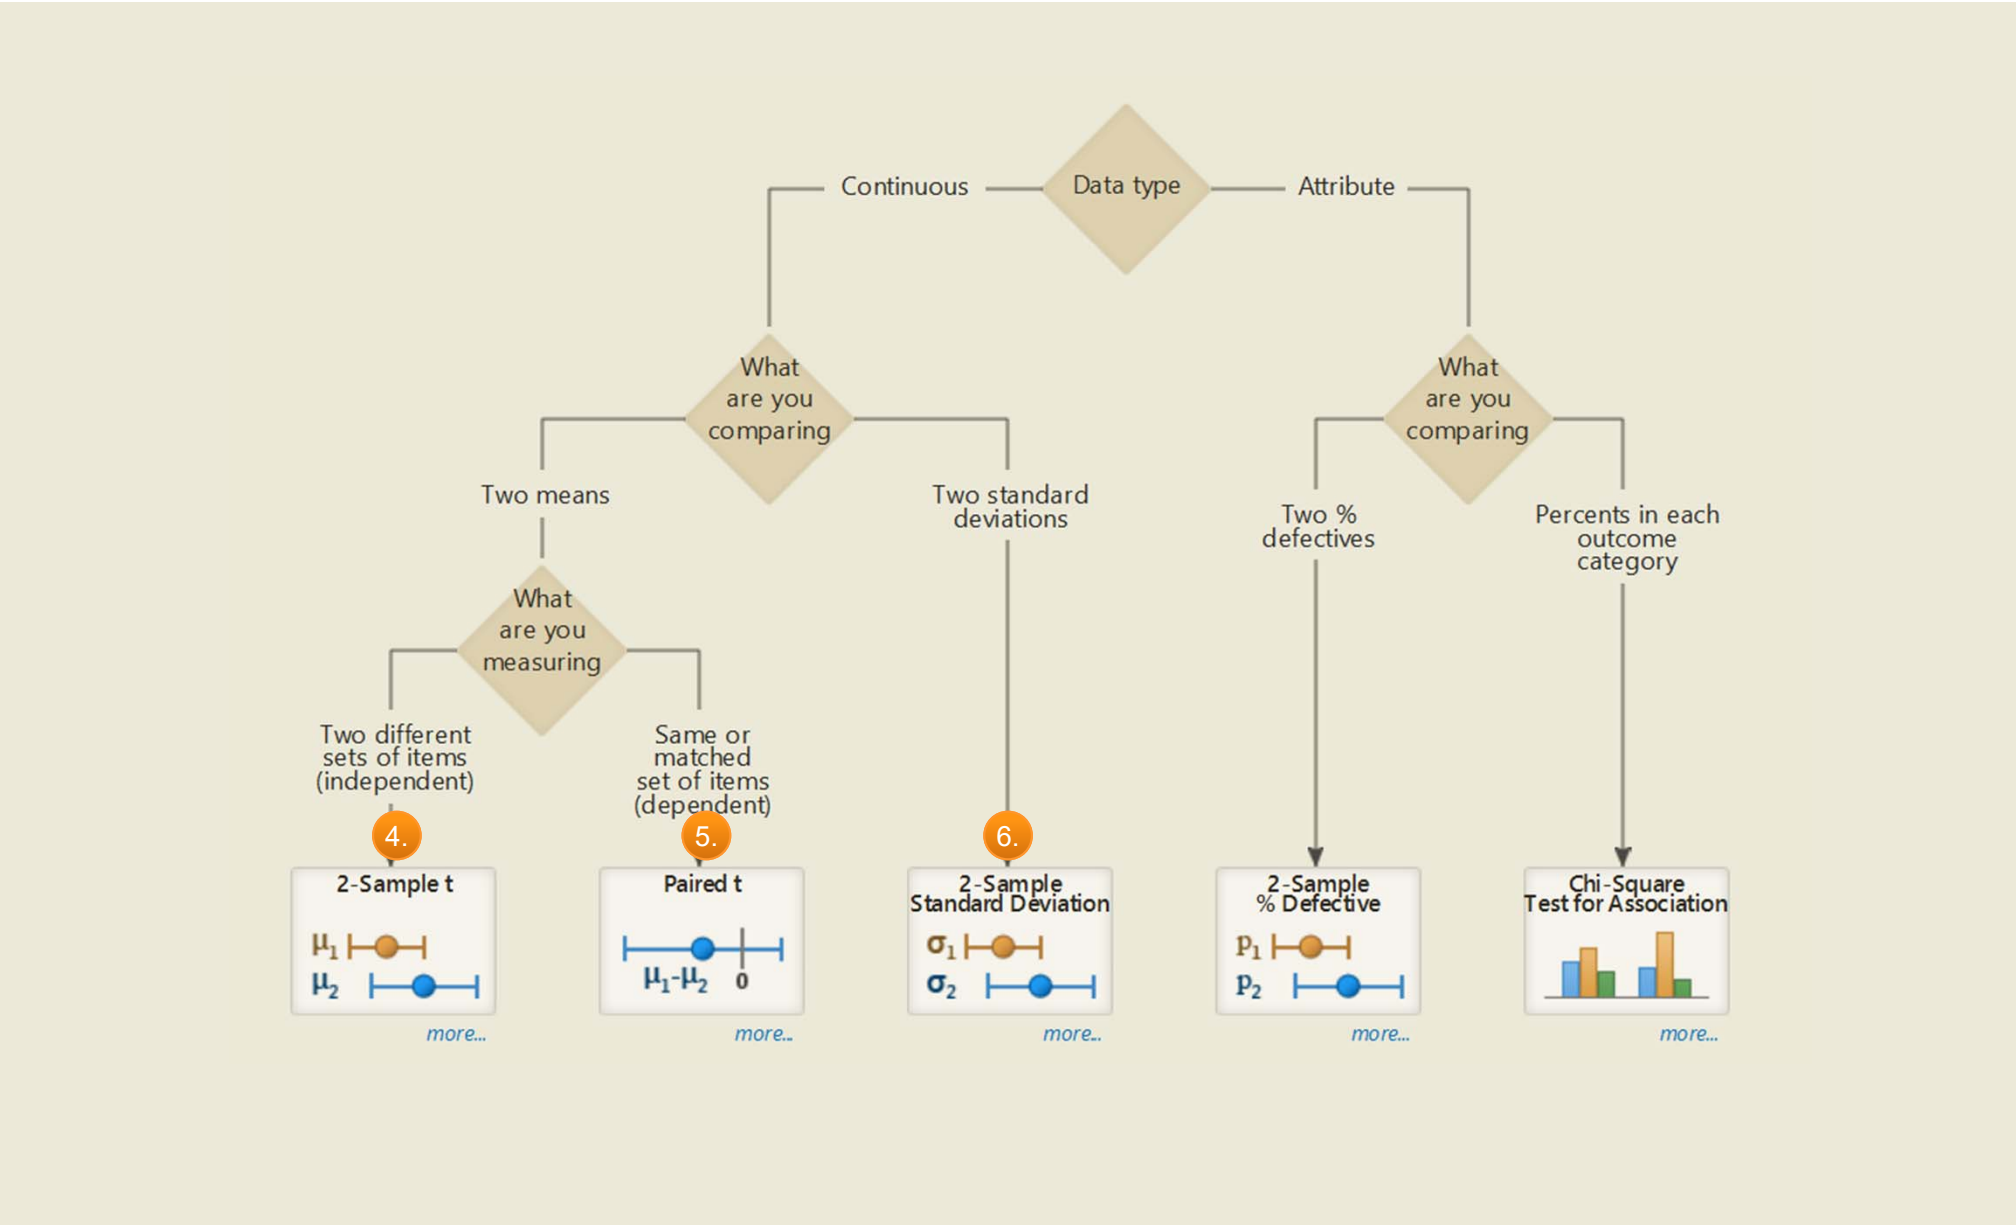 Data type
Continuous
Attribute
What
are you
comparing
What
are you
comparing
Two means
Two standard
deviations
Two %
defectives
Percents in each
outcome
category
What
are you
measuring
Two different
sets of items
(independent)
Same or
matched
set of items
(dependent)
4.
5.
6.
2-Sample t
μ1
μ2
more...
Paired t
μ1-μ2 0
more...
2-Sample
Standard Deviation
σ1
σ2
more...
2-Sample
% Defective
p1
p2
more...
Chi-Square
Test for Association
more...